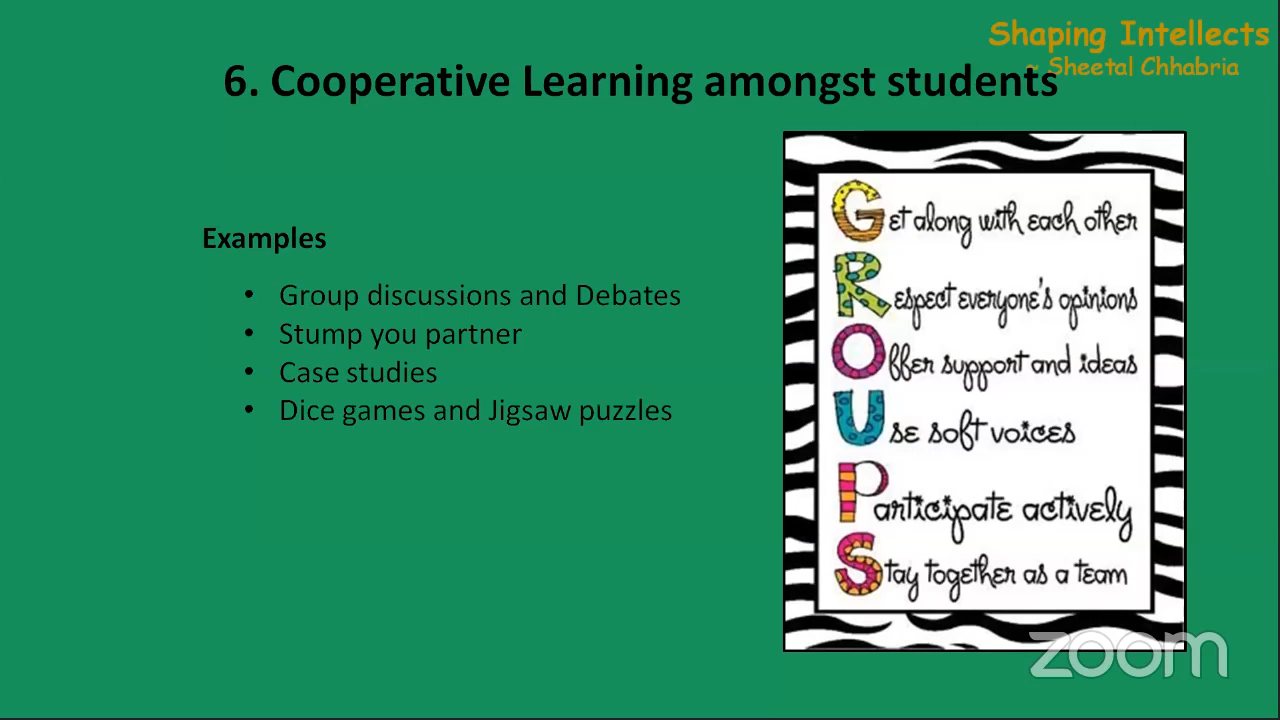 Shaping Intellects
~ Sheetal Chhabria
6. Cooperative Learning amongst students
Examples
• Group discussions and Debates
• Stump you partner
• Case studies
• Dice games and Jigsaw puzzles
Get along with each other
Respect everyone's opinions
Offer support and ideas
Use soft voices
Participate actively
Stay together as a team
zoom